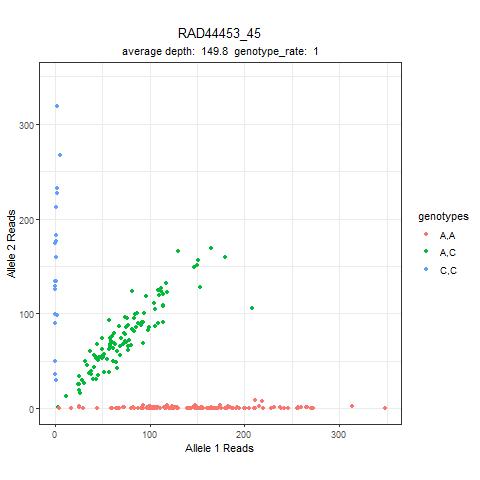 RAD44453_45
average depth: 149.8 genotype_rate: 1
Allele 2 Reads
300
200
100
0
0 100 200 300
Allele 1 Reads
genotypes
A,A
A,C
C,C